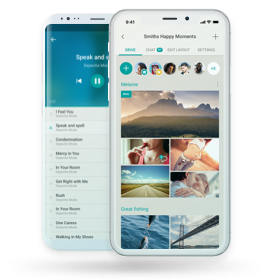 Speak and s
Depeche Mode
I Feel You
Depeche Mode
Speak and spell
Depeche Mode
Condemnation
Depeche Mode
Mercy In You
Depeche Mode
In Your Room
Depeche Mode
Get Right with Me
Depeche Mode
Rush
Depeche Mode
In Your Room
Depeche Mode
One Caress
Depeche Mode
Walking in My Shoes
9:41
Smiths Happy Moments
DRIVE CHAT EDIT LAYOUT SETTINGS
Welcome
Great fishing